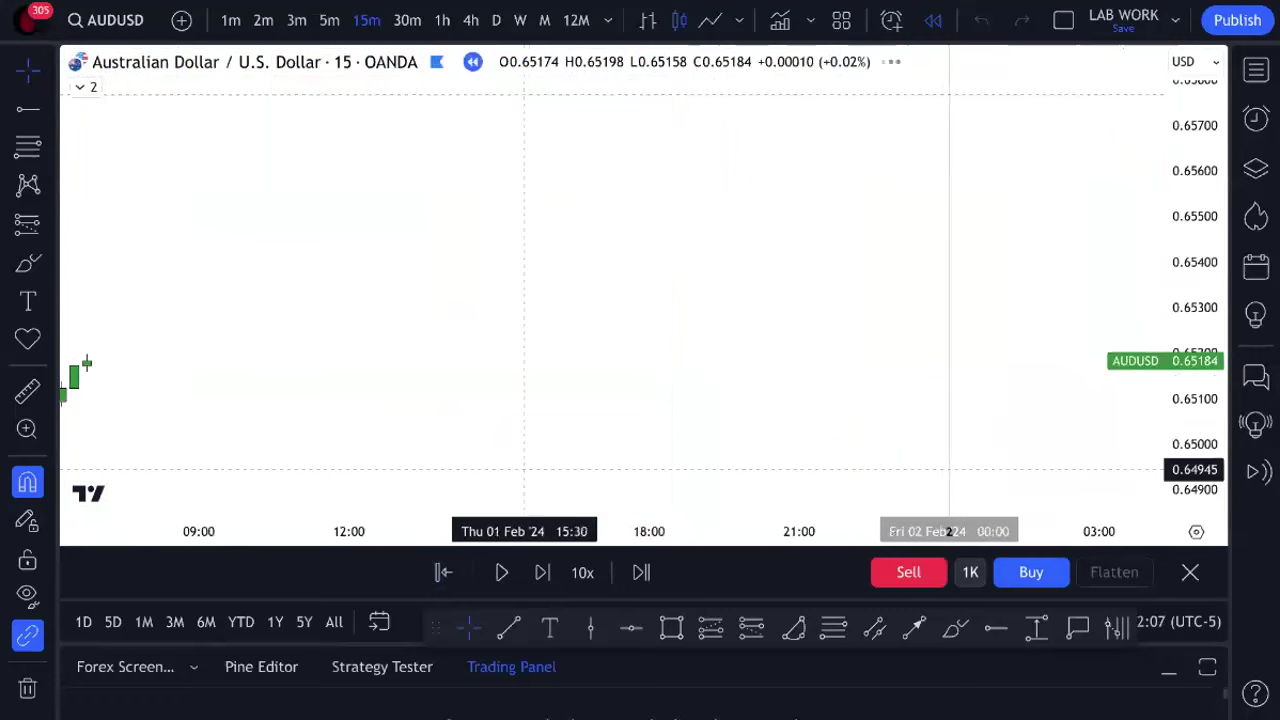 305
AUDUSD
1m 2m 3m 5m 15m 30m 1h 4h D W M 12M
LAB WORK
Save
Publish
Australian Dollar / U.S. Dollar · 15 · OANDA
O0.65174 H0.65198 L0.65158 C0.65184 +0.00010 (+0.02%)
USD
2
0.65800
0.65700
0.65600
0.65500
0.65400
0.65300
0.65200
AUDUSD 0.65184
0.65100
0.65000
0.64945
0.64900
09:00 12:00 Thu 01 Feb '24 15:30 18:00 21:00 Fri 02 Feb '24 00:00 03:00
10x
Sell 1K Buy Flatten
1D 5D 1M 3M 6M YTD 1Y 5Y All
2:07 (UTC-5)
Forex Screen... Pine Editor Strategy Tester Trading Panel